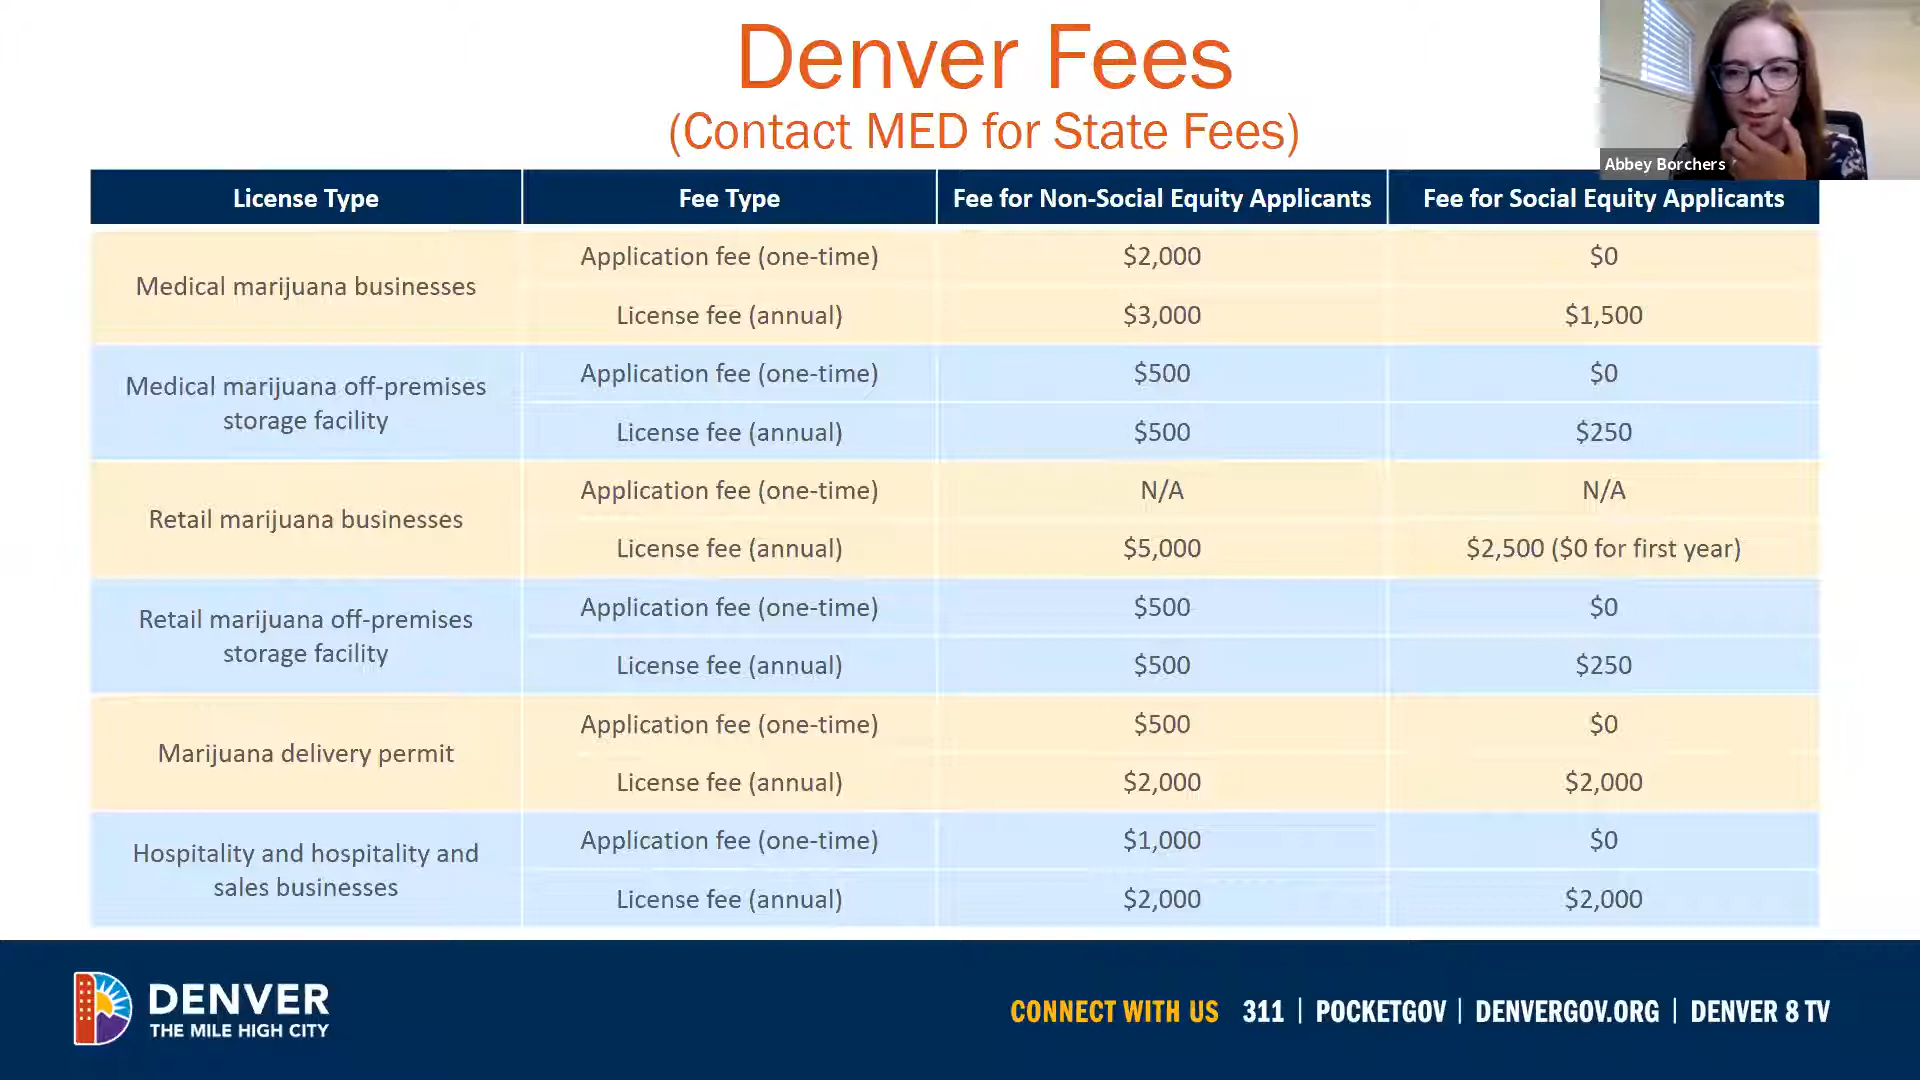 Denver Fees
(Contact MED for State Fees)
Abbey Borchers
License Type Fee Type Fee for Non-Social Equity Applicants Fee for Social Equity Applicants
Medical marijuana businesses
Application fee (one-time) $2,000 $0
License fee (annual) $3,000 $1,500
Medical marijuana off-premises
storage facility
Application fee (one-time) $500 $0
License fee (annual) $500 $250
Retail marijuana businesses
Application fee (one-time) N/A N/A
License fee (annual) $5,000 $2,500 ($0 for first year)
Retail marijuana off-premises
storage facility
Application fee (one-time) $500 $0
License fee (annual) $500 $250
Marijuana delivery permit
Application fee (one-time) $500 $0
License fee (annual) $2,000 $2,000
Hospitality and hospitality and
sales businesses
Application fee (one-time) $1,000 $0
License fee (annual) $2,000 $2,000
DENVER
THE MILE HIGH CITY
CONNECT WITH US 311 | POCKETGOV | DENVERGOV.ORG | DENVER 8 TV